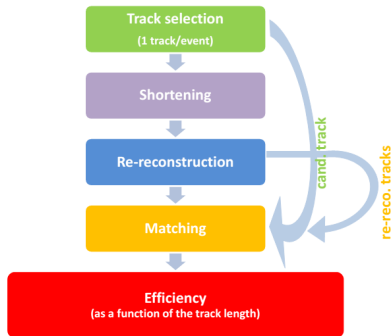 Track selection
(1 track/event)
Shortening
Re-reconstruction
Matching
Efficiency
(as a function of the track length)
cand. track
re-reco. tracks